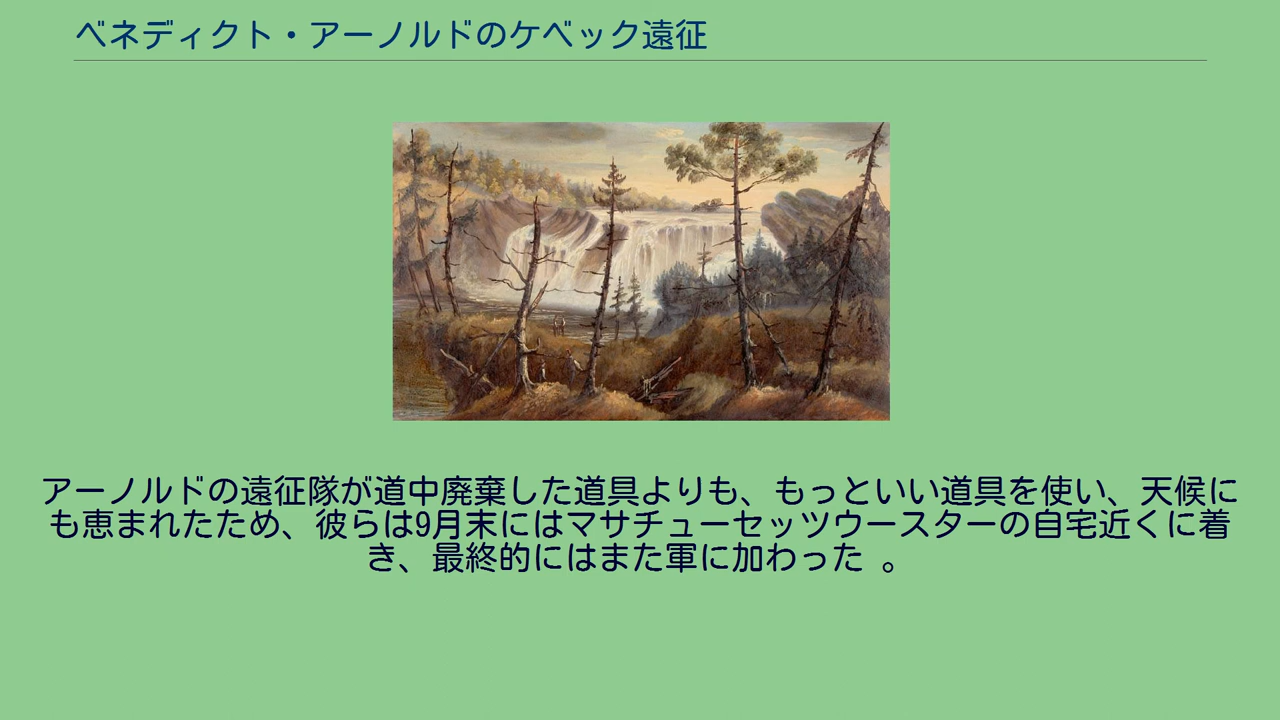 ベネディクト・アーノルドのケベック遠征
アーノルドの遠征隊が道中廃棄した道具よりも、もっといい道具を使い、天候に
も恵まれたため、彼らは9月末にはマサチューセッツウースターの自宅近くに着
き、最終的にはまた軍に加わった 。